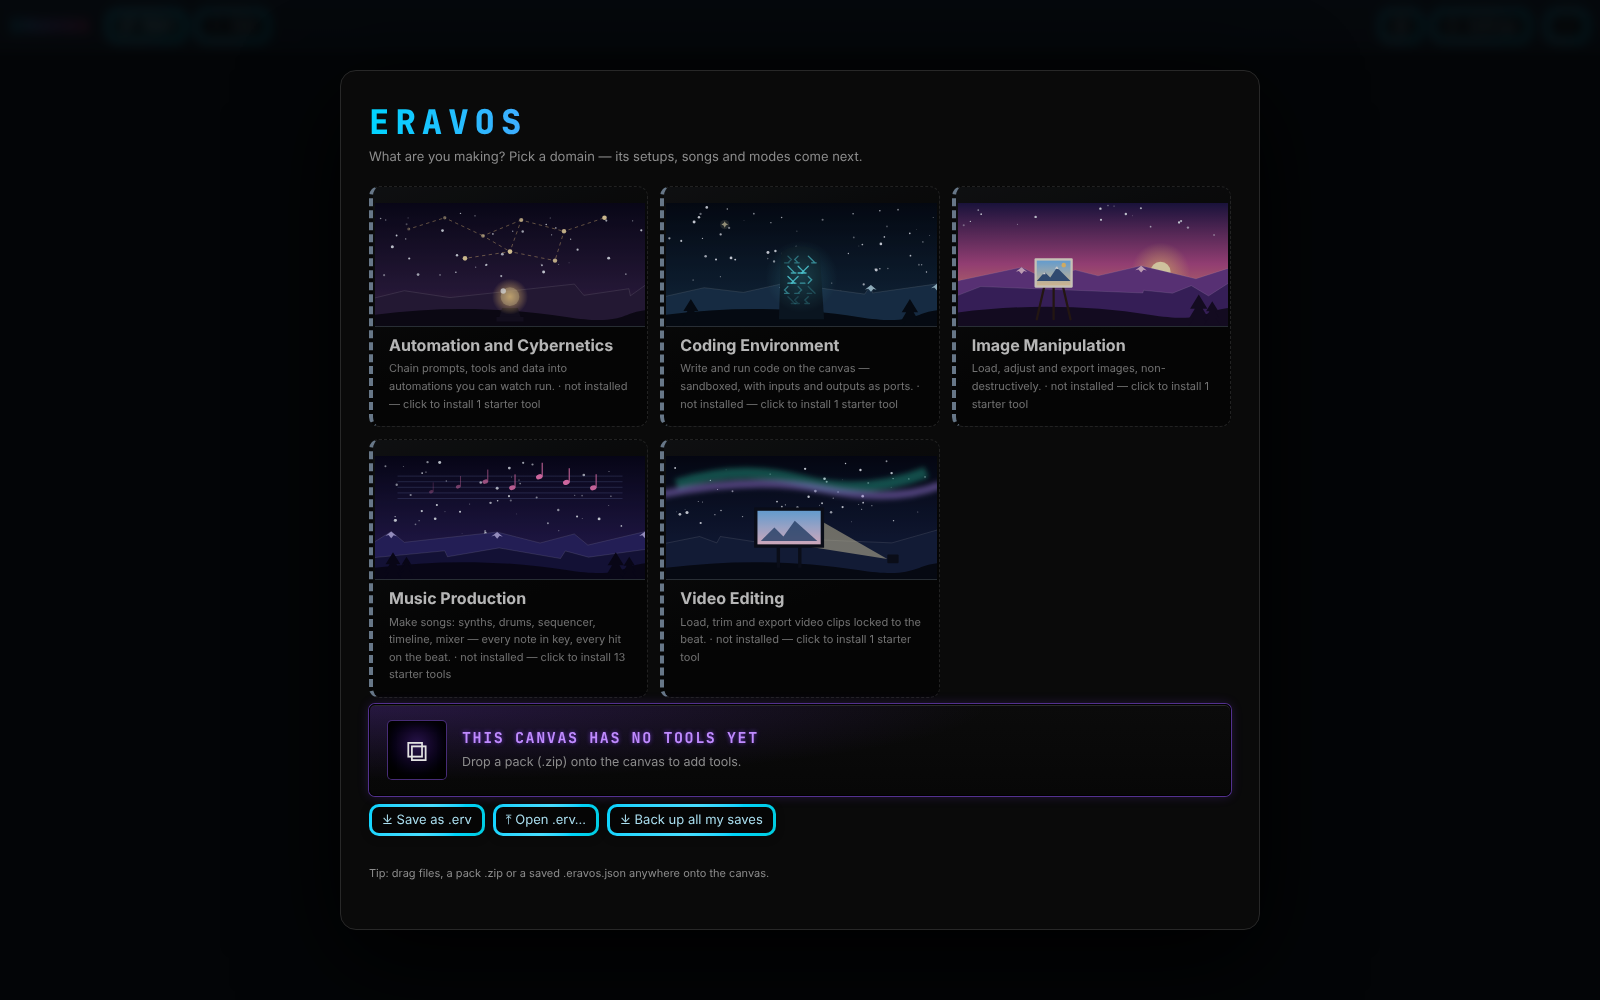 ERAVOS
What are you making? Pick a domain — its setups, songs and modes come next.
Automation and Cybernetics
Chain prompts, tools and data into
automations you can watch run. · not installed
— click to install 1 starter tool
Coding Environment
Write and run code on the canvas —
sandboxed, with inputs and outputs as ports. ·
not installed — click to install 1 starter tool
Image Manipulation
Load, adjust and export images, non-
destructively. · not installed — click to install 1
starter tool
Music Production
Make songs: synths, drums, sequencer,
timeline, mixer — every note in key, every hit
on the beat. · not installed — click to install 13
starter tools
Video Editing
Load, trim and export video clips locked to the
beat. · not installed — click to install 1 starter
tool
THIS CANVAS HAS NO TOOLS YET
Drop a pack (.zip) onto the canvas to add tools.
Save as .erv
Open .erv...
Back up all my saves
Tip: drag files, a pack .zip or a saved .eravos.json anywhere onto the canvas.